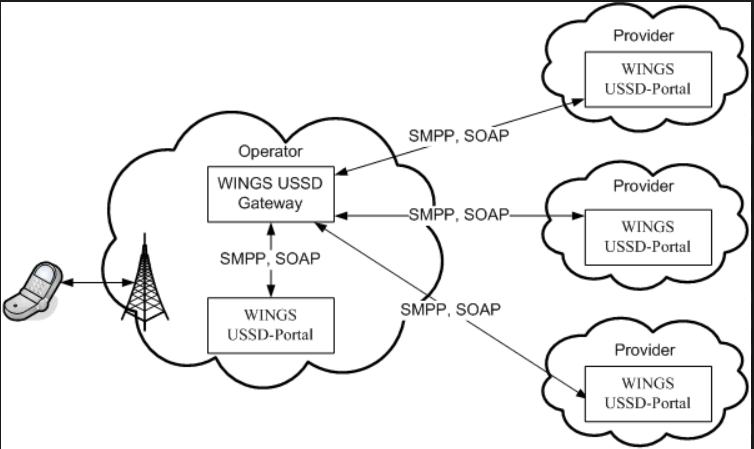 Provider
WINGS
USSD-Portal
SMPP, SOAP
Operator
WINGS USSD
Gateway
Provider
WINGS
USSD-Portal
SMPP, SOAP
SMPP, SOAP
WINGS
USSD-Portal
SMPP, SOAP
Provider
WINGS
USSD-Portal